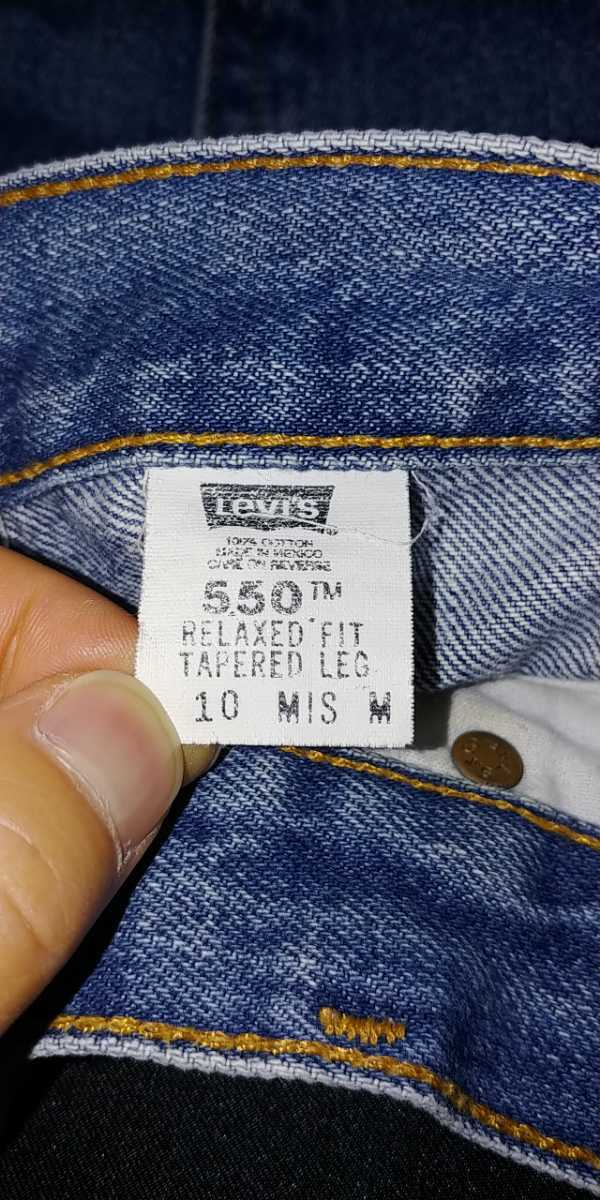 Levi's
100% COTTON
MADE IN MEXICO
CARE ON REVERSE
550™
RELAXED FIT
TAPERED LEG
10 MIS M